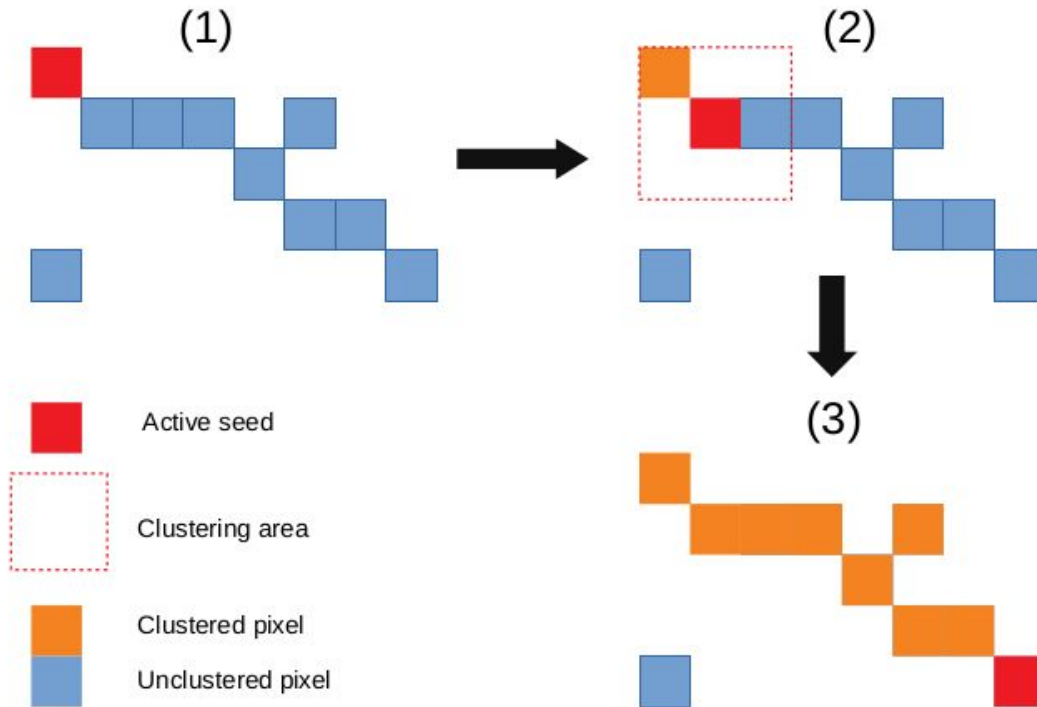 (1)
(2)
(3)
Active seed
Clustering area
Clustered pixel
Unclustered pixel